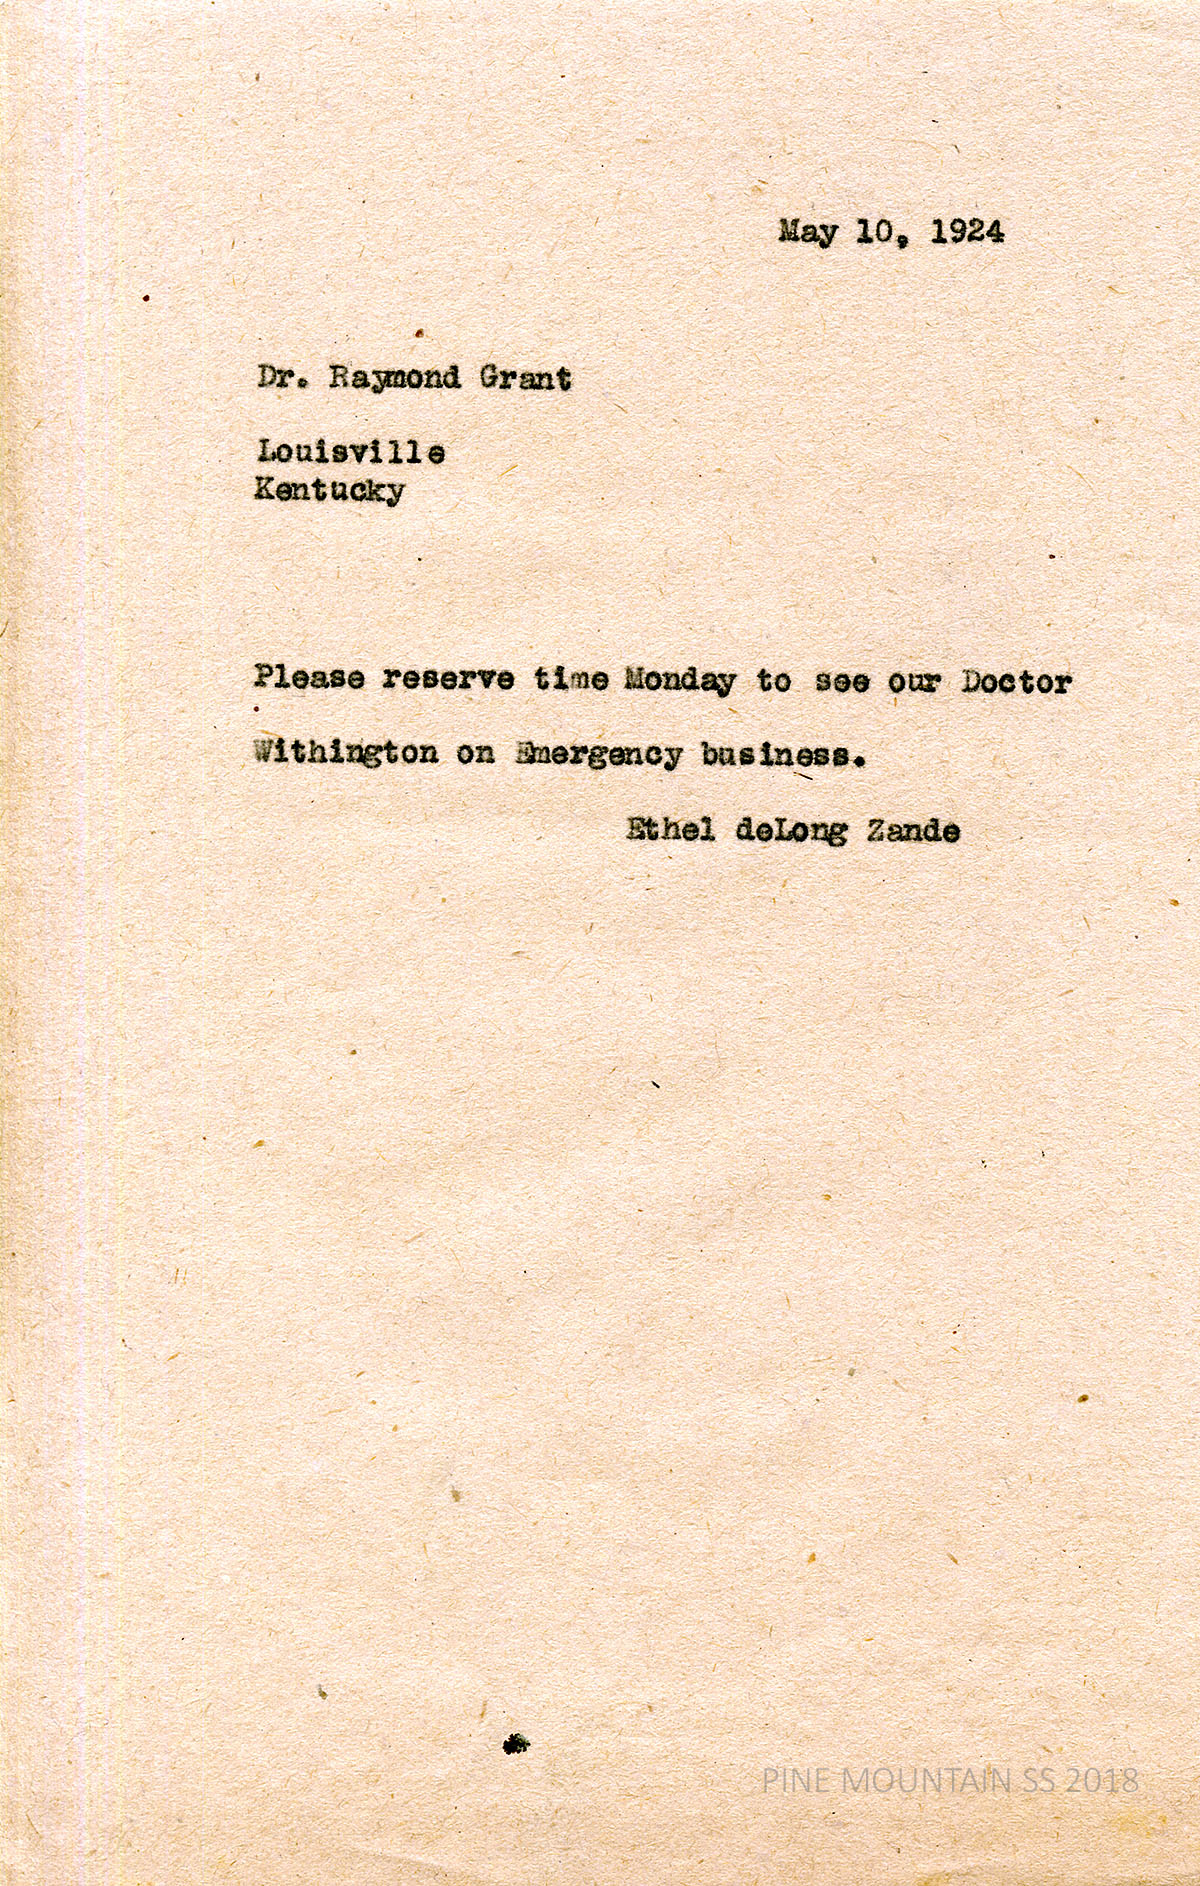 May 10, 1924
Dr. Raymond Grant
Louisville
Kentucky
Please reserve time Monday to see our Doctor
Withington on Emergency business.
Ethel deLong Zande
PINE MOUNTAIN SS 2018